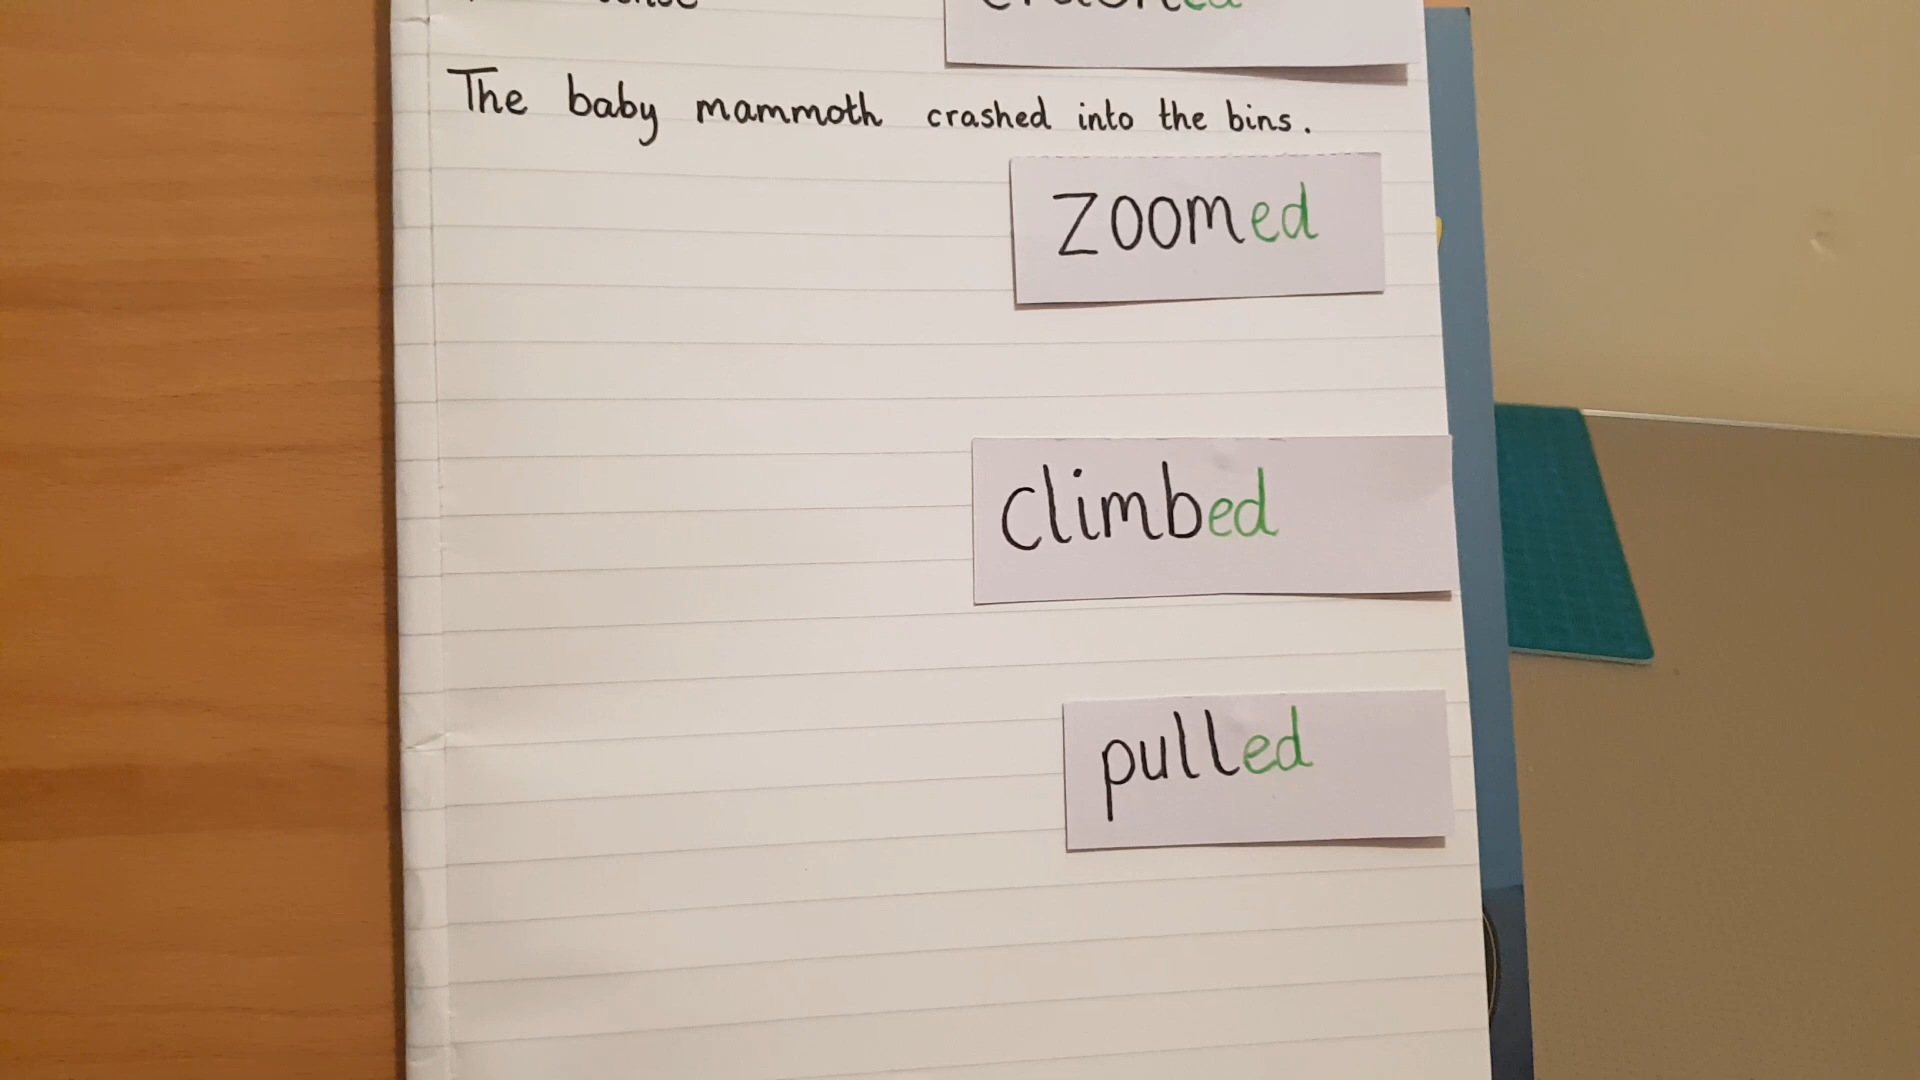 The baby mammoth crashed into the bins.
zoomed
climbed
pulled